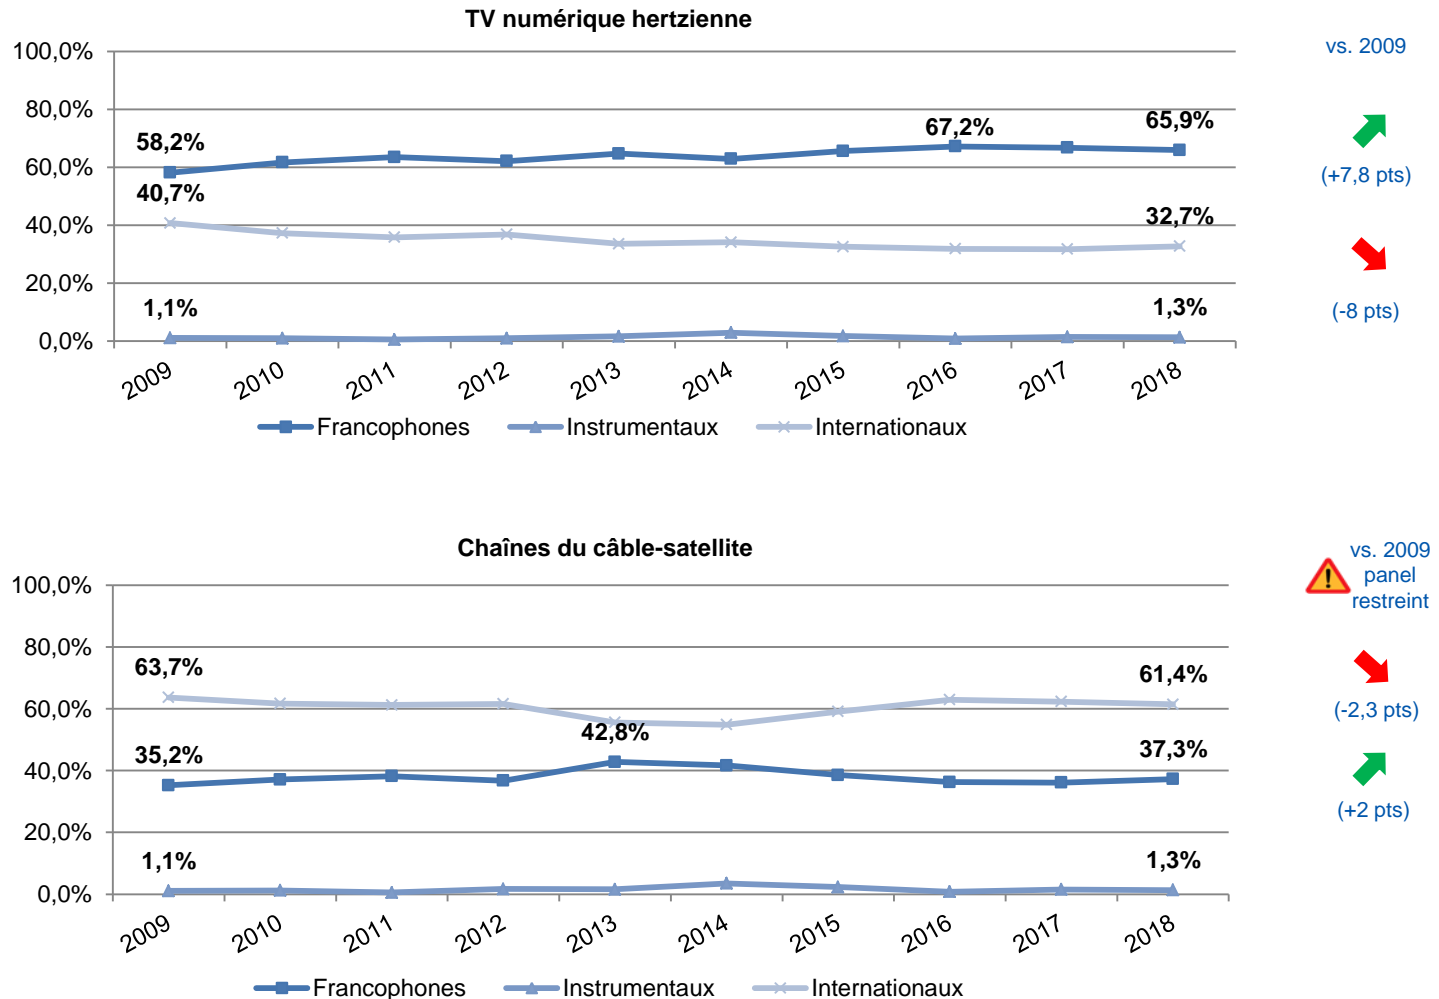 TV numérique hertzienne
100,0%
80,0%
60,0%
40,0%
20,0%
0,0%
58,2%
67,2%
65,9%
40,7%
32,7%
1,1%
1,3%
2009 2010 2011 2012 2013 2014 2015 2016 2017 2018
Francophones Instrumentaux Internationaux
vs. 2009
(+7,8 pts)
(-8 pts)
Chaînes du câble-satellite
100,0%
80,0%
60,0%
40,0%
20,0%
0,0%
63,7%
61,4%
42,8%
35,2%
37,3%
1,1%
1,3%
2009 2010 2011 2012 2013 2014 2015 2016 2017 2018
Francophones Instrumentaux Internationaux
vs. 2009
panel
restreint
(-2,3 pts)
(+2 pts)